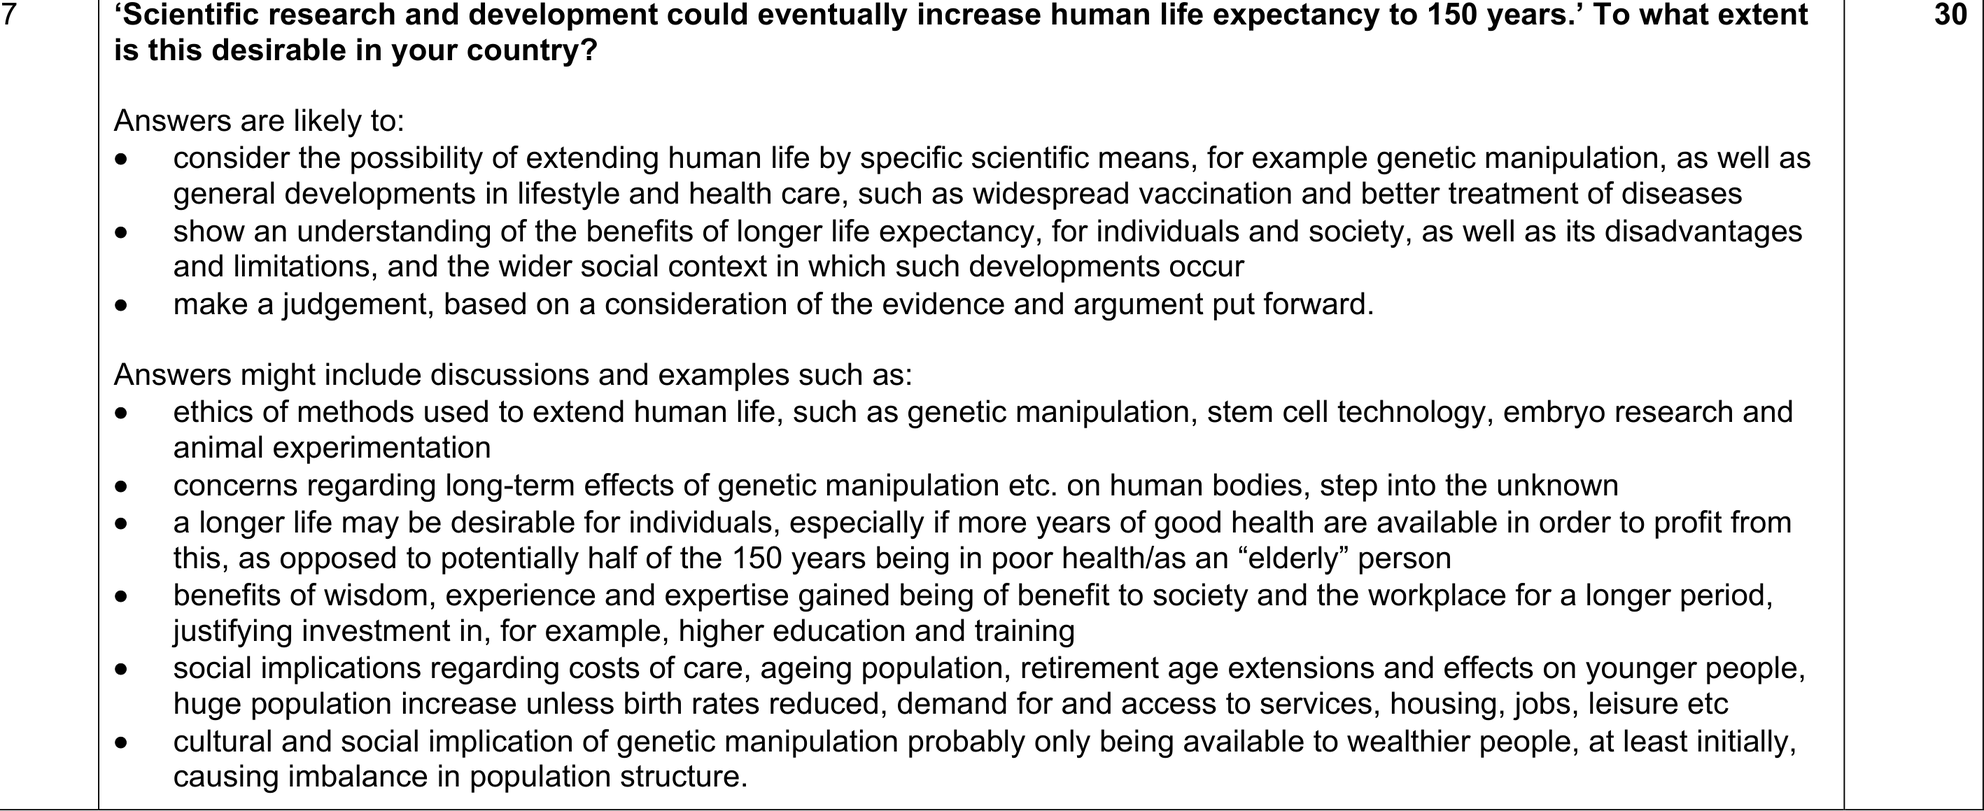 7
‘Scientific research and development could eventually increase human life expectancy to 150 years.’ To what extent
is this desirable in your country?
30
Answers are likely to:
• consider the possibility of extending human life by specific scientific means, for example genetic manipulation, as well as
general developments in lifestyle and health care, such as widespread vaccination and better treatment of diseases
• show an understanding of the benefits of longer life expectancy, for individuals and society, as well as its disadvantages
and limitations, and the wider social context in which such developments occur
• make a judgement, based on a consideration of the evidence and argument put forward.
Answers might include discussions and examples such as:
• ethics of methods used to extend human life, such as genetic manipulation, stem cell technology, embryo research and
animal experimentation
• concerns regarding long-term effects of genetic manipulation etc. on human bodies, step into the unknown
• a longer life may be desirable for individuals, especially if more years of good health are available in order to profit from
this, as opposed to potentially half of the 150 years being in poor health/as an “elderly” person
• benefits of wisdom, experience and expertise gained being of benefit to society and the workplace for a longer period,
justifying investment in, for example, higher education and training
• social implications regarding costs of care, ageing population, retirement age extensions and effects on younger people,
huge population increase unless birth rates reduced, demand for and access to services, housing, jobs, leisure etc
• cultural and social implication of genetic manipulation probably only being available to wealthier people, at least initially,
causing imbalance in population structure.